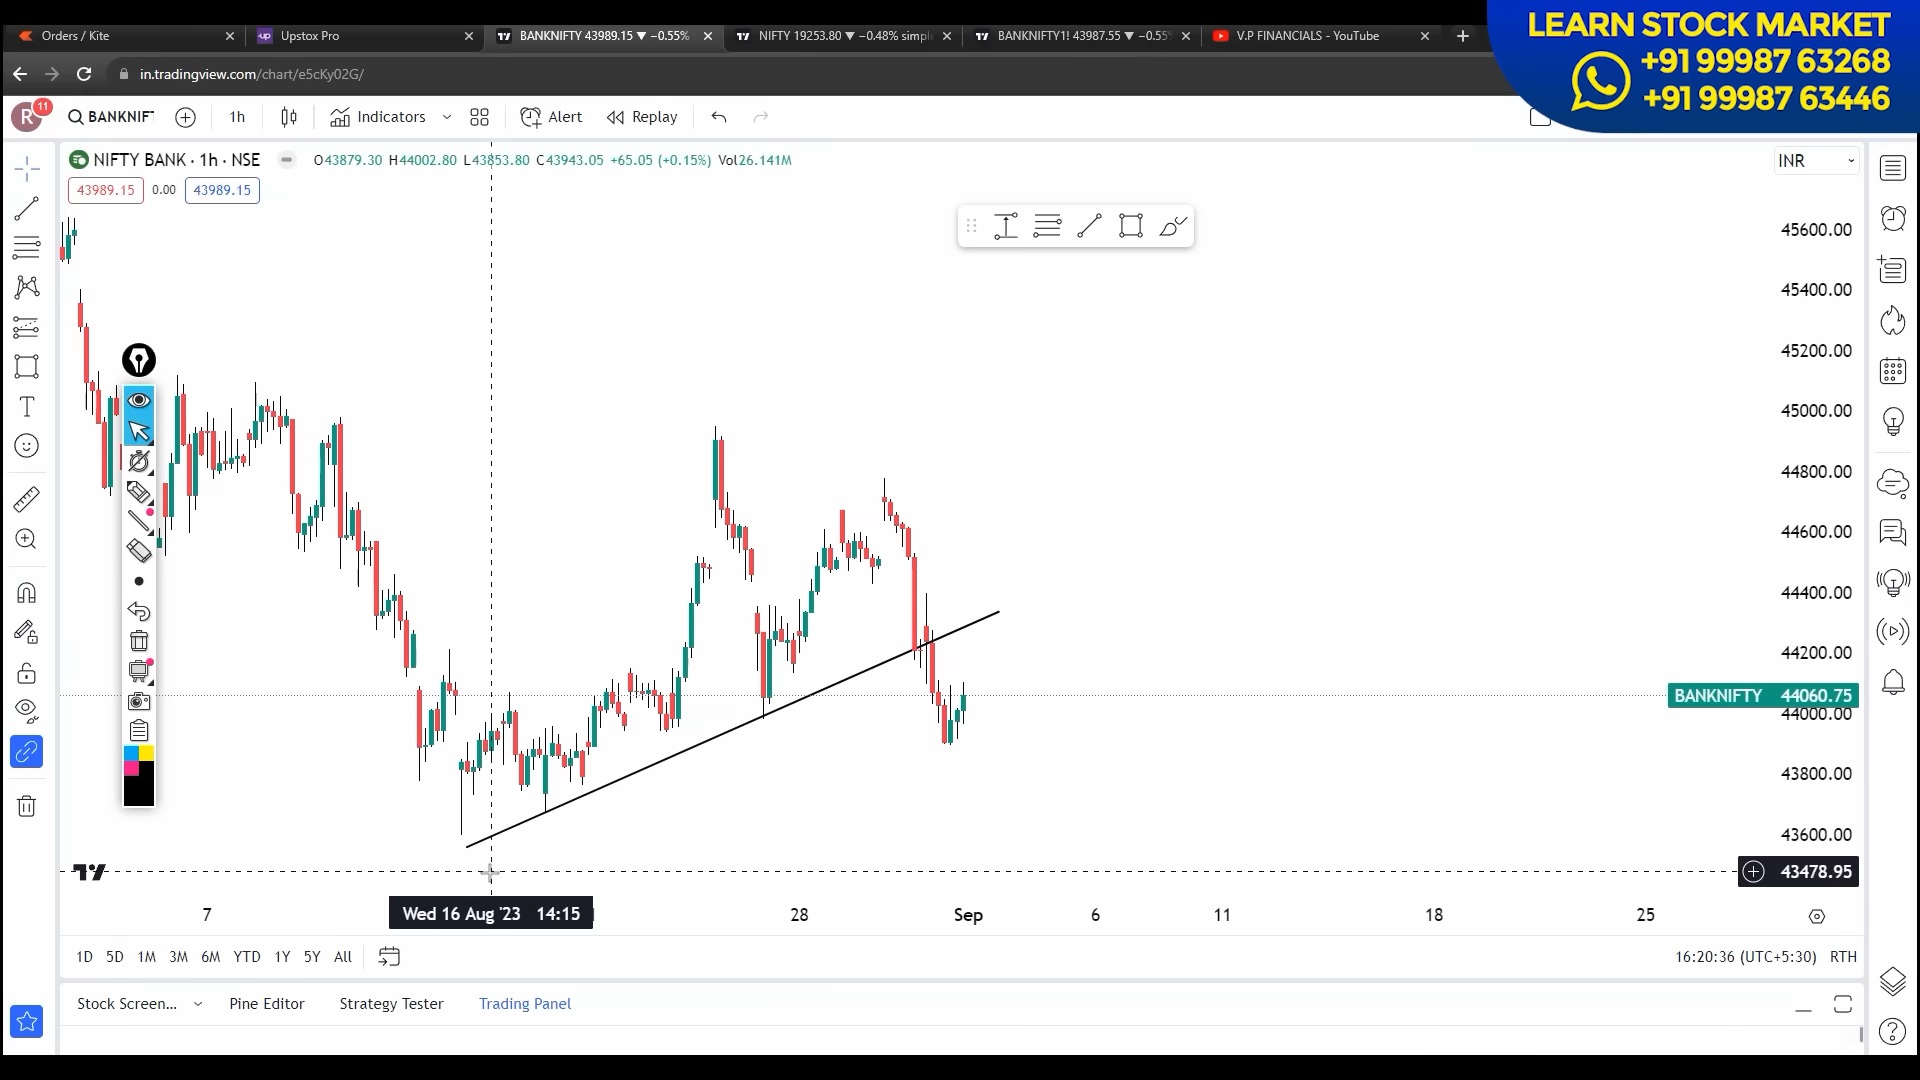 Orders / Kite
Upstox Pro
BANKNIFTY 43989.15 ▼ −0.55%
NIFTY 19253.80 ▼ −0.48% simpl
BANKNIFTY1! 43987.55 ▼ −0.55%
V.P FINANCIALS - YouTube
LEARN STOCK MARKET
+91 99987 63268
+91 99987 63446
in.tradingview.com/chart/e5cKy02G/
R
11
BANKNIF
1h
Indicators
Alert
Replay
NIFTY BANK · 1h · NSE
O43879.30 H44002.80 L43853.80 C43943.05 +65.05 (+0.15%) Vol26.141M
INR
43989.15
0.00
43989.15
45600.00
45400.00
45200.00
45000.00
44800.00
44600.00
44400.00
44200.00
BANKNIFTY 44060.75
44000.00
43800.00
43600.00
43478.95
7
Wed 16 Aug '23 14:15
28
Sep
6
11
18
25
1D 5D 1M 3M 6M YTD 1Y 5Y All
16:20:36 (UTC+5:30) RTH
Stock Screen...
Pine Editor
Strategy Tester
Trading Panel